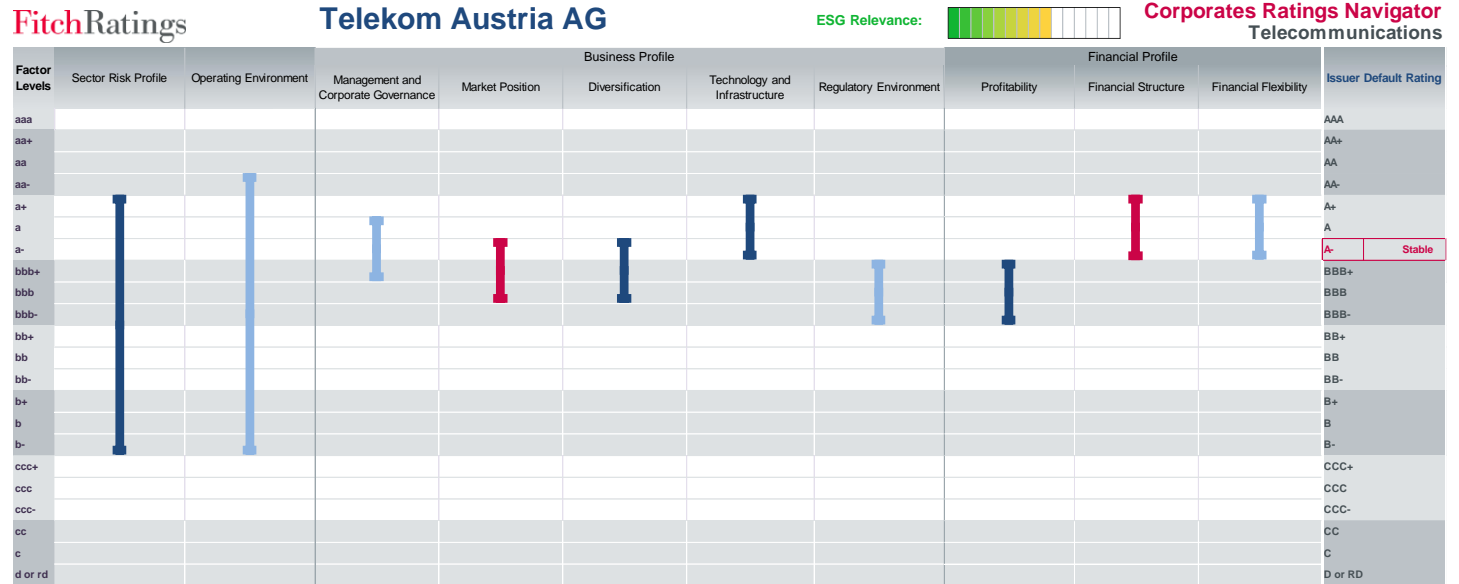 FitchRatings
Telekom Austria AG
ESG Relevance:
Corporates Ratings Navigator
Telecommunications
Factor Levels
Sector Risk Profile
Operating Environment
Business Profile
Management and Corporate Governance
Market Position
Diversification
Technology and Infrastructure
Regulatory Environment
Financial Profile
Profitability
Financial Structure
Financial Flexibility
Issuer Default Rating
aaa AAA
aa+ AA+
aa AA
aa- AA-
a+ A+
a A
a- A- Stable
bbb+ BBB+
bbb BBB
bbb- BBB-
bb+ BB+
bb BB
bb- BB-
b+ B+
b B
b- B-
ccc+ CCC+
ccc CCC
ccc- CCC-
cc CC
c C
d or rd D or RD